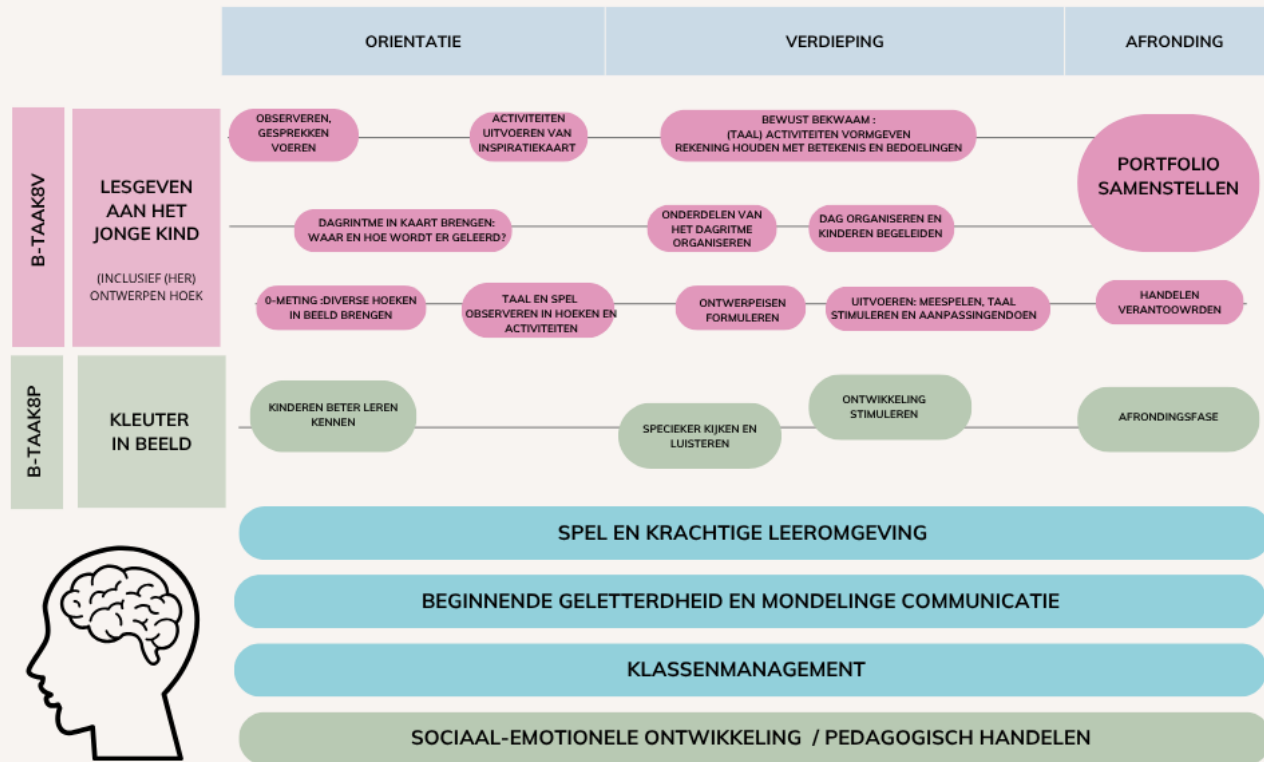 ORIENTATIE
VERDIEPING
AFRONDING
B-TAAK8V
LESGEVEN
AAN HET
JONGE KIND
(INCLUSIEF (HER)
ONTWERPEN HOEK
OBSERVEREN,
GESPREKKEN
VOEREN
ACTIVITEITEN
UITVOEREN VAN
INSPIRATIEKAART
BEWUST BEKWAAM :
(TAAL) ACTIVITEITEN VORMGEVEN
REKENING HOUDEN MET BETEKENIS EN BEDOELINGEN
PORTFOLIO
SAMENSTELLEN
DAGRINTME IN KAART BRENGEN:
WAAR EN HOE WORDT ER GELEERD?
ONDERDELEN VAN
HET DAGRITME
ORGANISEREN
DAG ORGANISEREN EN
KINDEREN BEGELEIDEN
0-METING :DIVERSE HOEKEN
IN BEELD BRENGEN
TAAL EN SPEL
OBSERVEREN IN HOEKEN EN
ACTIVITEITEN
ONTWERPEISEN
FORMULEREN
UITVOEREN: MEESPELEN, TAAL
STIMULEREN EN AANPASSINGENDOEN
HANDELEN
VERANTOOWRDEN
B-TAAK8P
KLEUTER
IN BEELD
KINDEREN BETER LEREN
KENNEN
SPECIEKER KIJKEN EN
LUISTEREN
ONTWIKKELING
STIMULEREN
AFRONDINGSFASE
SPEL EN KRACHTIGE LEEROMGEVING
BEGINNENDE GELETTERDHEID EN MONDELINGE COMMUNICATIE
KLASSENMANAGEMENT
SOCIAAL-EMOTIONELE ONTWIKKELING / PEDAGOGISCH HANDELEN